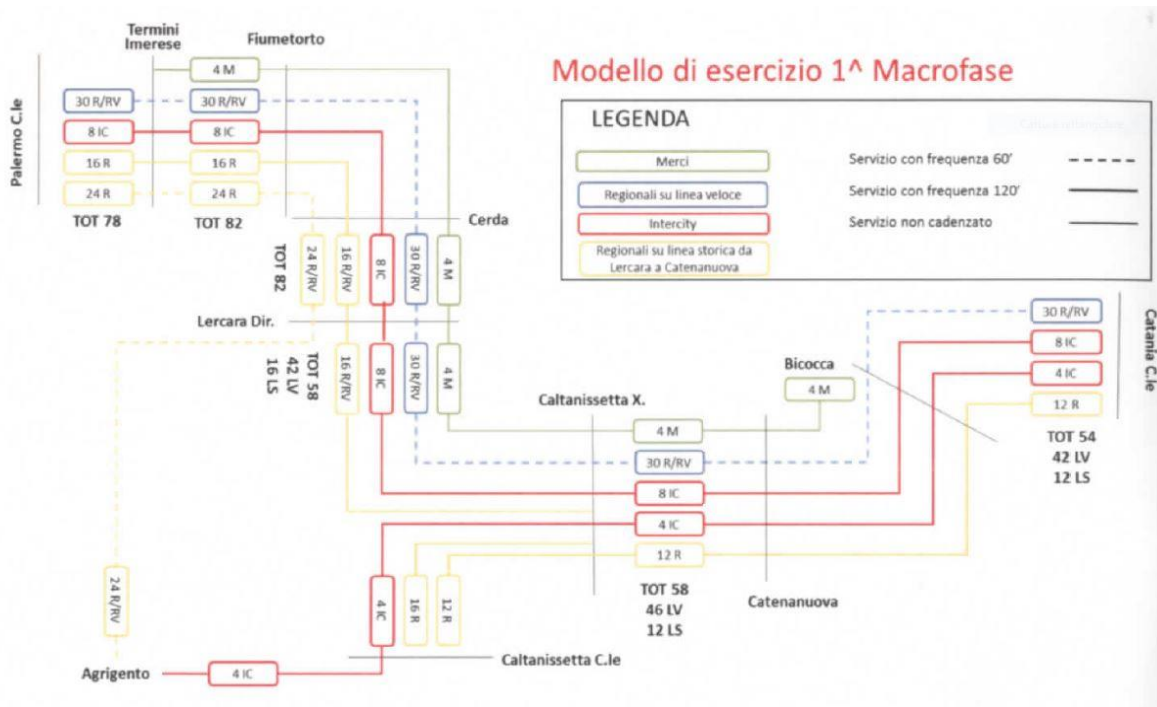 Modello di esercizio 1^ Macrofase
LEGENDA
Merci
Regionali su linea veloce
Intercity
Regionali su linea storica da
Lercara a Catenanuova
Servizio con frequenza 60'
Servizio con frequenza 120'
Servizio non cadenzato
Palermo C.le
Termini
Imerese
Fiumetorto
4 M
30 R/RV
30 R/RV
8 IC
8 IC
16 R
16 R
24 R
24 R
TOT 78
TOT 82
Cerda
TOT 82
24 R/RV
16 R/RV
8 IC
30 R/RV
4 M
Lercara Dir.
TOT 58
42 LV
16 LS
16 R/RV
8 IC
30 R/RV
4 M
Caltanissetta X.
4 M
30 R/RV
8 IC
4 IC
12 R
TOT 58
46 LV
12 LS
Catenanuova
Bicocca
4 M
30 R/RV
8 IC
4 IC
12 R
Catania C.le
TOT 54
42 LV
12 LS
24 R/RV
4 IC
16 R
12 R
Caltanissetta C.le
Agrigento
4 IC